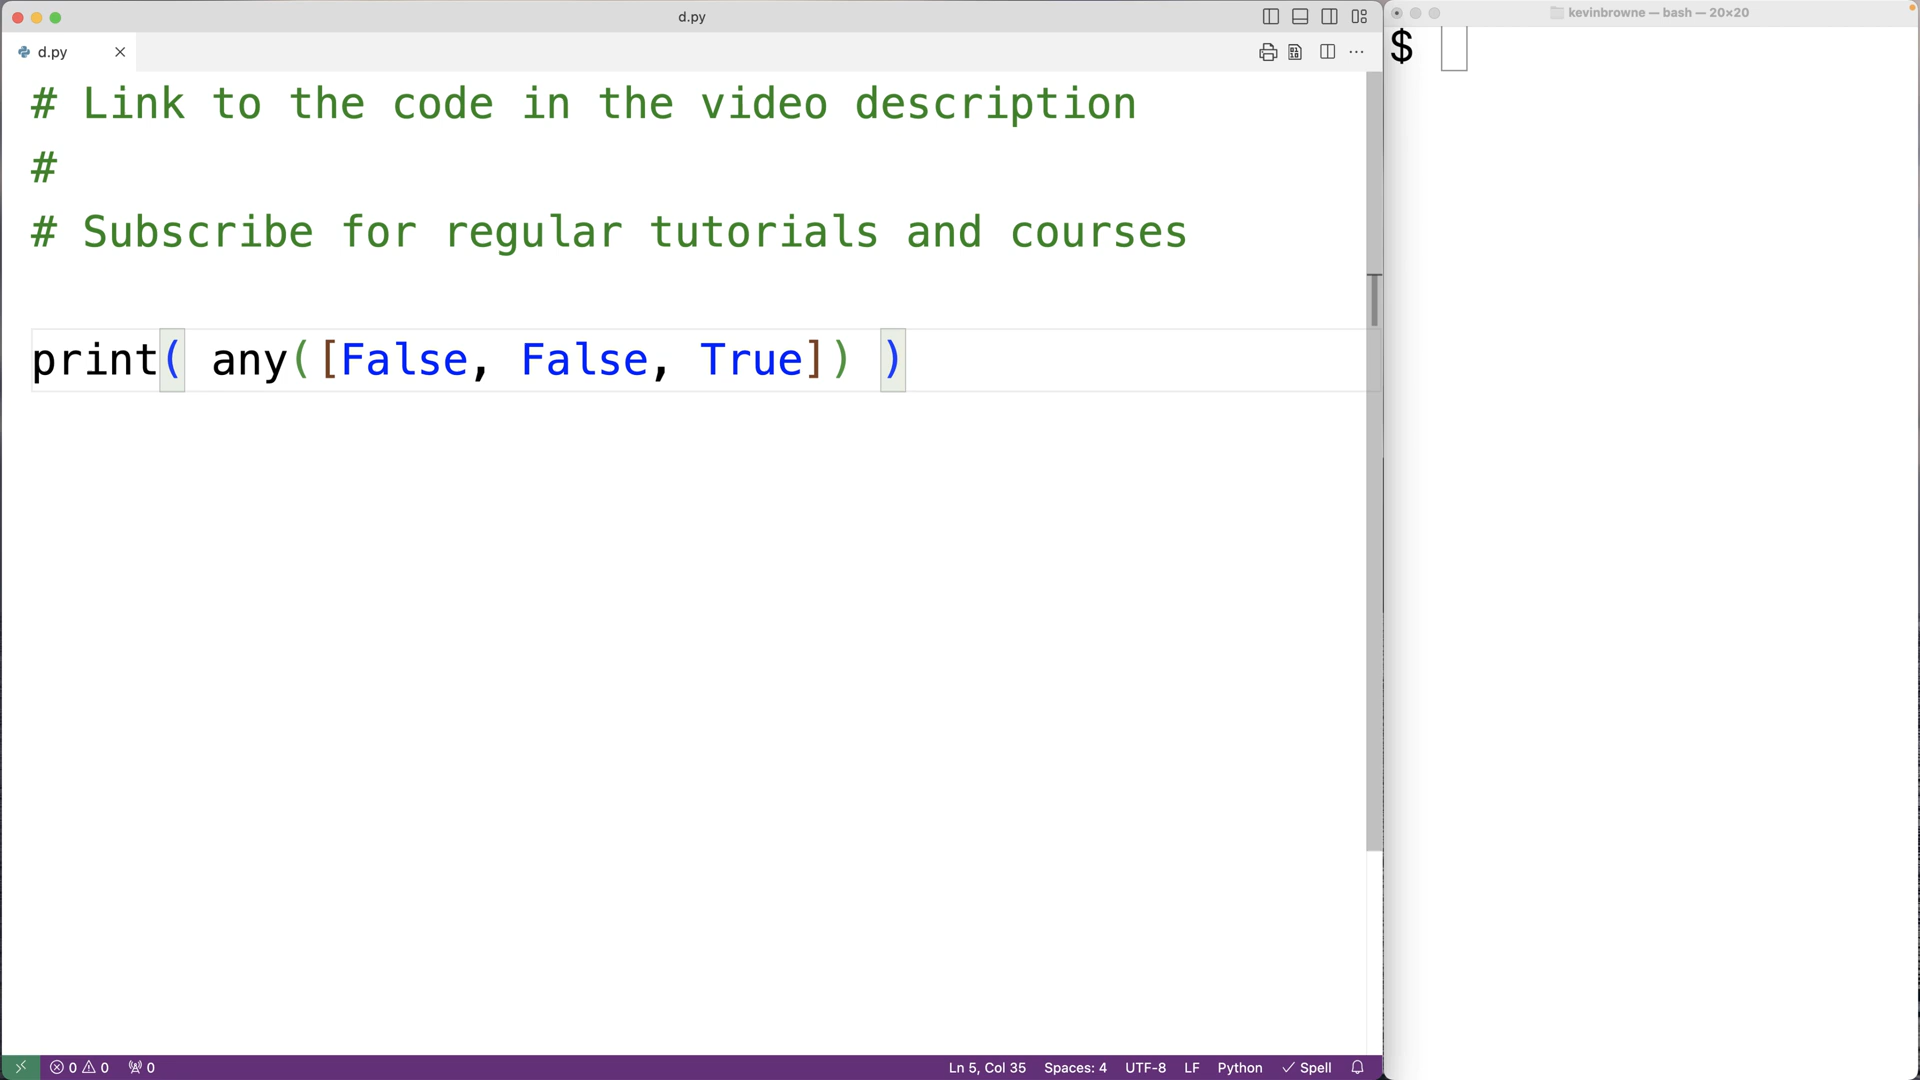 d.py
kevinbrowne — bash — 20×20
d.py
$
# Link to the code in the video description
#
# Subscribe for regular tutorials and courses
print( any([False, False, True]) )
0 0 0
Ln 5, Col 35 Spaces: 4 UTF-8 LF Python Spell